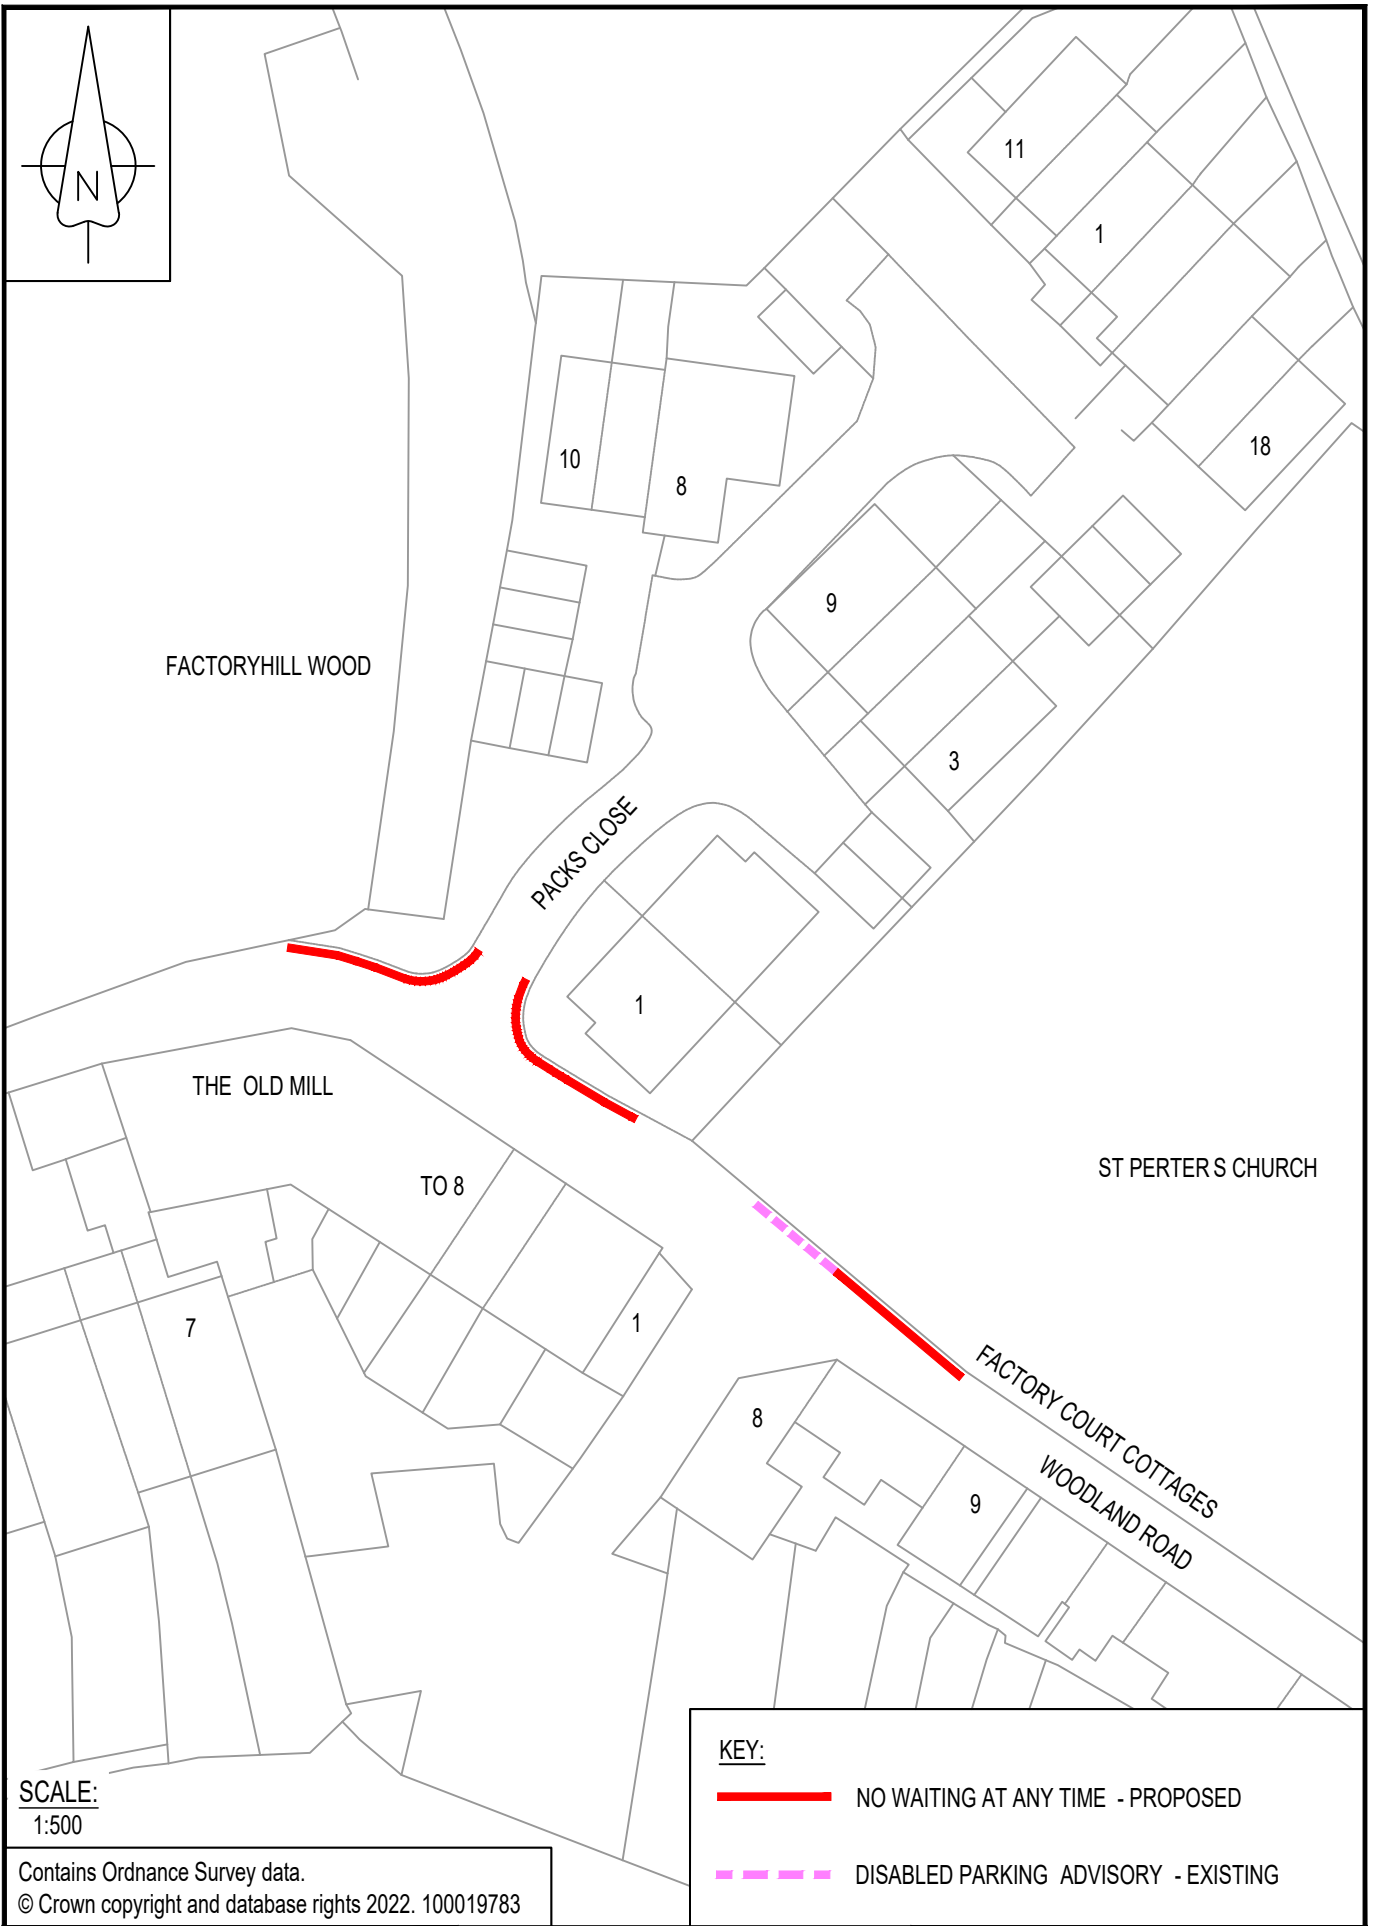 N
11
1
10
8
18
9
FACTORYHILL WOOD
3
PACKS CLOSE
1
THE OLD MILL
TO 8
ST PERTER S CHURCH
7
1
8
9
FACTORY COURT COTTAGES
WOODLAND ROAD
SCALE:
1:500
Contains Ordnance Survey data.
© Crown copyright and database rights 2022. 100019783
KEY:
NO WAITING AT ANY TIME - PROPOSED
DISABLED PARKING ADVISORY - EXISTING